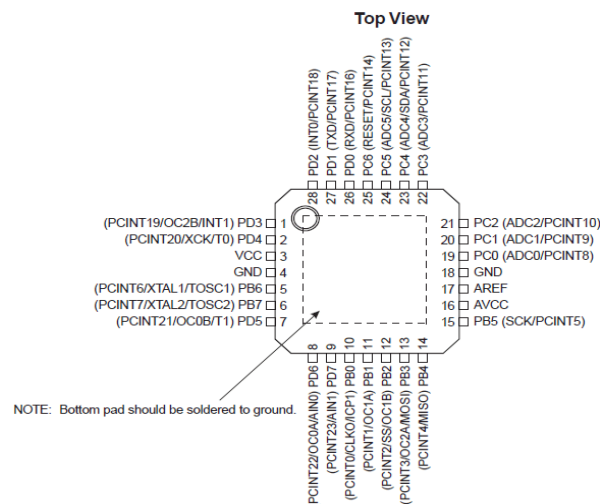 Top View
PD2 (INT0/PCINT18)
PD1 (TXD/PCINT17)
PD0 (RXD/PCINT16)
PC6 (RESET/PCINT14)
PC5 (ADC5/SCL/PCINT13)
PC4 (ADC4/SDA/PCINT12)
PC3 (ADC3/PCINT11)
28
27
26
25
24
23
22
(PCINT19/OC2B/INT1) PD3 1
(PCINT20/XCK/T0) PD4 2
VCC 3
GND 4
(PCINT6/XTAL1/TOSC1) PB6 5
(PCINT7/XTAL2/TOSC2) PB7 6
(PCINT21/OC0B/T1) PD5 7
21 PC2 (ADC2/PCINT10)
20 PC1 (ADC1/PCINT9)
19 PC0 (ADC0/PCINT8)
18 GND
17 AREF
16 AVCC
15 PB5 (SCK/PCINT5)
8
9
10
11
12
13
14
PCINT22/OC0A/AIN0) PD6
(PCINT23/AIN1) PD7
(PCINT0/CLKO/ICP1) PB0
(PCINT1/OC1A) PB1
(PCINT2/SS/OC1B) PB2
(PCINT3/OC2A/MOSI) PB3
(PCINT4/MISO) PB4
NOTE: Bottom pad should be soldered to ground.